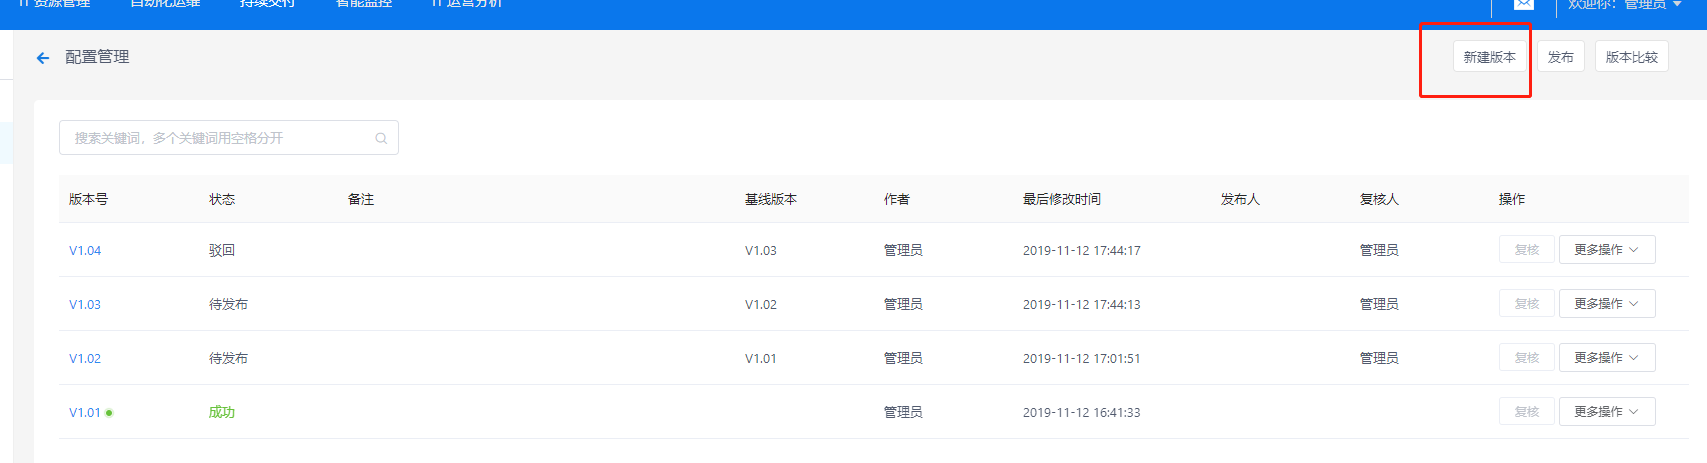 IT 资源管理 自动化运维 持续交付 智能监控 IT 运营分析 欢迎你: 管理员
配置管理 新建版本 发布 版本比较
搜索关键词，多个关键词用空格分开
版本号 状态 备注 基线版本 作者 最后修改时间 发布人 复核人 操作
V1.04 驳回 V1.03 管理员 2019-11-12 17:44:17 管理员 复核 更多操作
V1.03 待发布 V1.02 管理员 2019-11-12 17:44:13 管理员 复核 更多操作
V1.02 待发布 V1.01 管理员 2019-11-12 17:01:51 管理员 复核 更多操作
V1.01 成功 管理员 2019-11-12 16:41:33 复核 更多操作